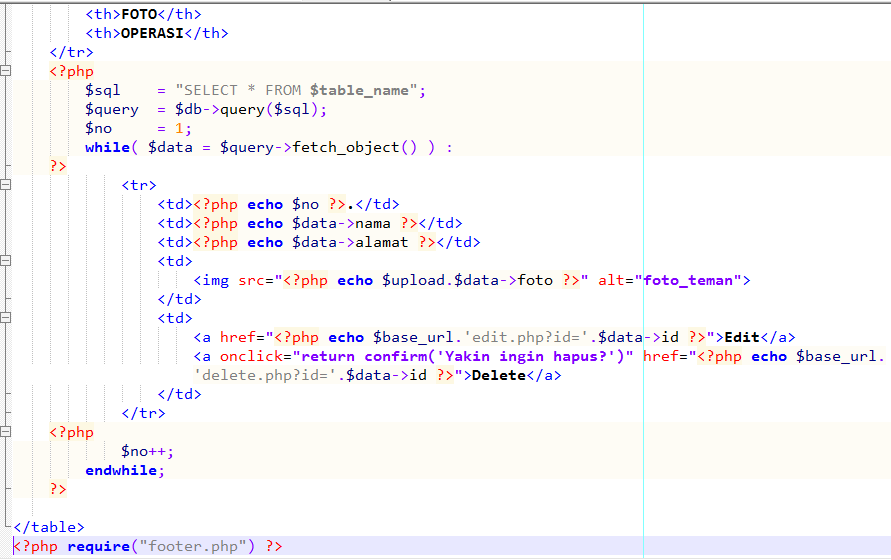 <th>FOTO</th>
<th>OPERASI</th>
</tr>
<?php
$sql    = "SELECT * FROM $table_name";
$query  = $db->query($sql);
$no     = 1;
while( $data = $query->fetch_object() ) :
?>
<tr>
<td><?php echo $no ?>.</td>
<td><?php echo $data->nama ?></td>
<td><?php echo $data->alamat ?></td>
<td>
<img src="<?php echo $upload.$data->foto ?>" alt="foto_teman">
</td>
<td>
<a href="<?php echo $base_url.'edit.php?id='.$data->id ?>">Edit</a>
<a onclick="return confirm('Yakin ingin hapus?')" href="<?php echo $base_url.
'delete.php?id='.$data->id ?>">Delete</a>
</td>
</tr>
<?php
$no++;
endwhile;
?>
</table>
<?php require("footer.php") ?>